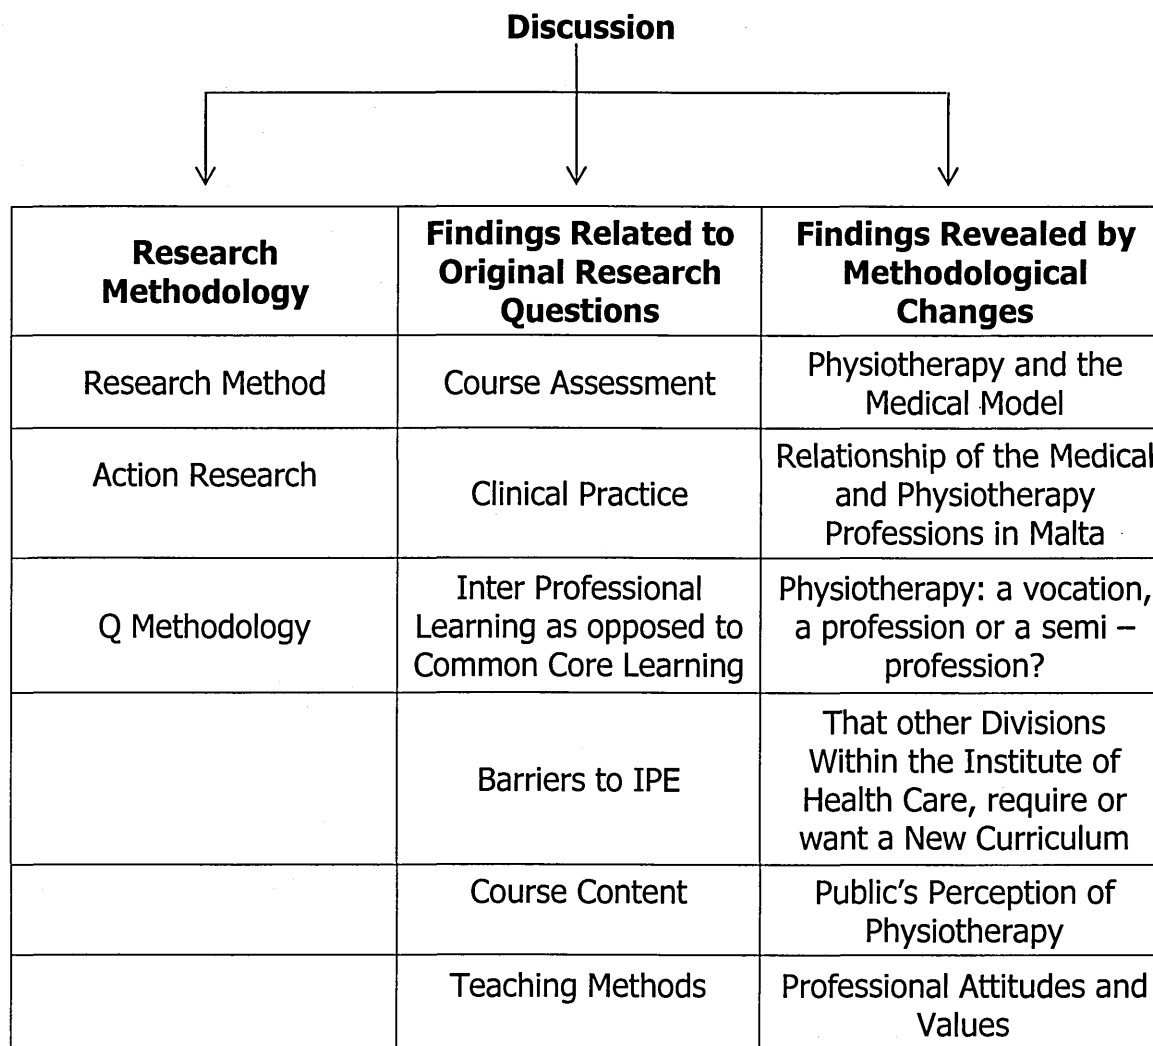 Discussion
Research
Methodology
Findings Related to
Original Research
Questions
Findings Revealed by
Methodological
Changes
Research Method
Course Assessment
Physiotherapy and the
Medical Model
Action Research
Clinical Practice
Relationship of the Medical
and Physiotherapy
Professions in Malta
Q Methodology
Inter Professional
Learning as opposed to
Common Core Learning
Physiotherapy: a vocation,
a profession or a semi –
profession?
Barriers to IPE
That other Divisions
Within the Institute of
Health Care, require or
want a New Curriculum
Course Content
Public's Perception of
Physiotherapy
Teaching Methods
Professional Attitudes and
Values